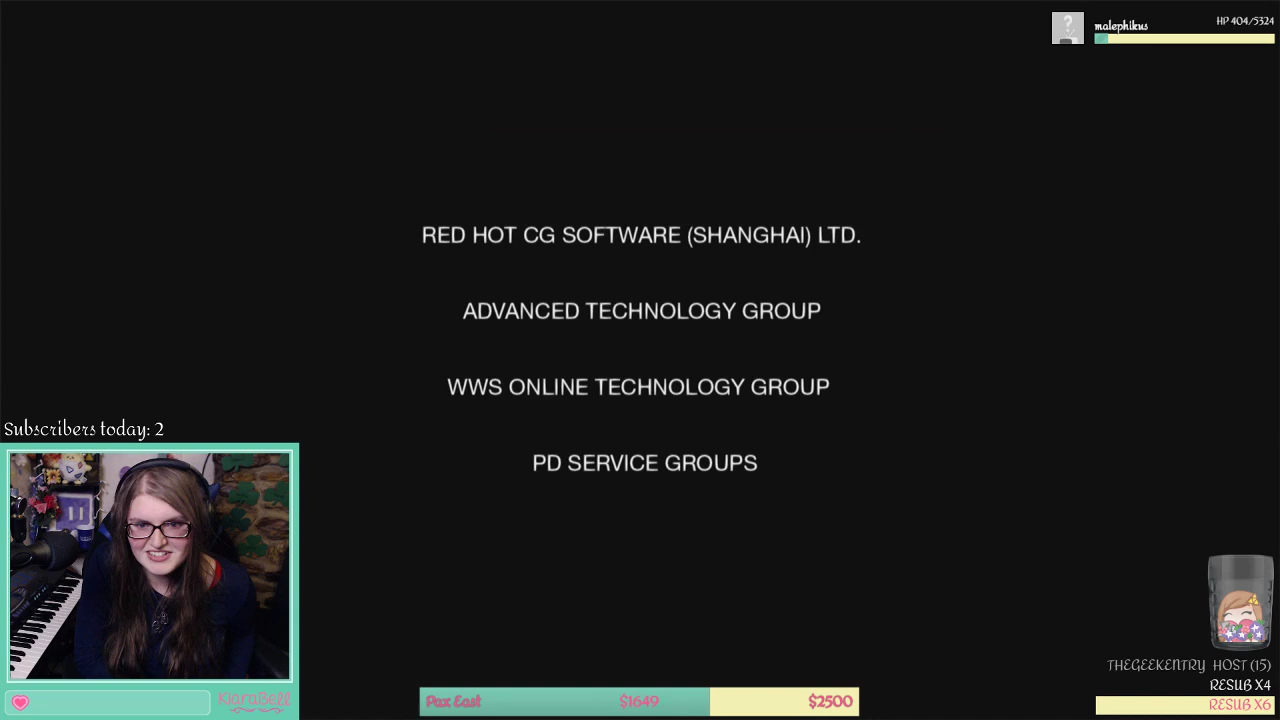 malephikus
HP 404/5324
RED HOT CG SOFTWARE (SHANGHAI) LTD.
ADVANCED TECHNOLOGY GROUP
WWS ONLINE TECHNOLOGY GROUP
PD SERVICE GROUPS
Subscribers today: 2
KiaraBell
Pax East $1649 $2500
THEGEEKENTRY HOST (15)
RESUB X4
RESUB X6